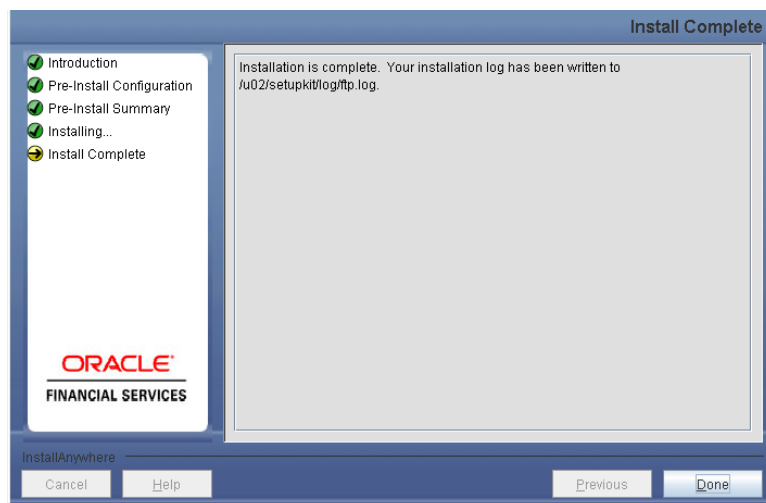 Install Complete
Introduction
Pre-Install Configuration
Pre-Install Summary
Installing...
Install Complete
Installation is complete. Your installation log has been written to
/u02/setupkit/log/ftp.log.
ORACLE
FINANCIAL SERVICES
InstallAnywhere
Cancel
Help
Previous
Done